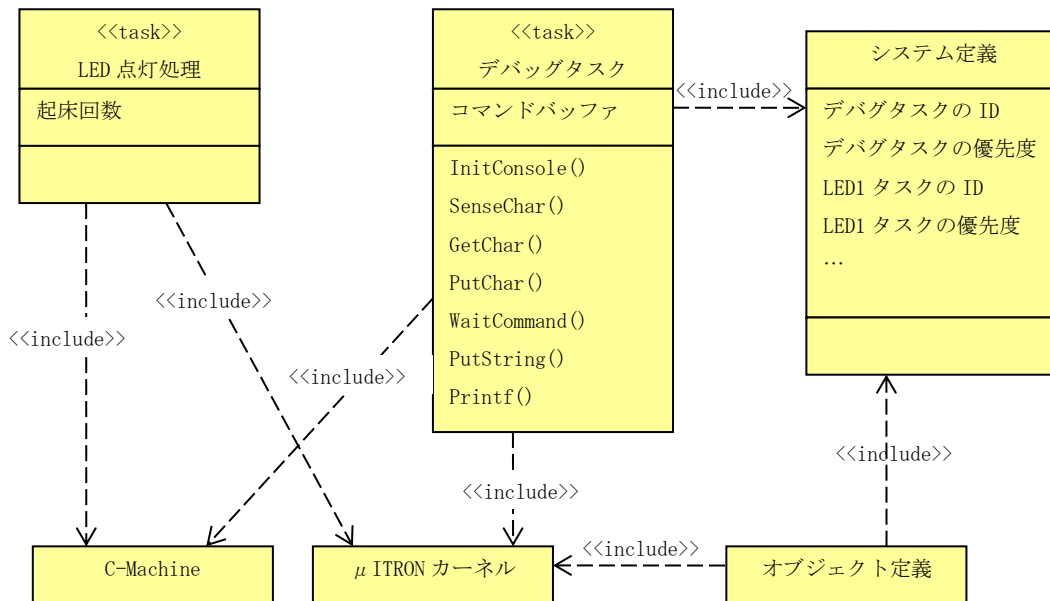 <<task>>
LED 点灯処理
起床回数
<<task>>
デバッグタスク
コマンドバッファ
InitConsole()
SenseChar()
GetChar()
PutChar()
WaitCommand()
PutString()
Printf()
<<include>>
システム定義
デバグタスクの ID
デバグタスクの優先度
LED1 タスクの ID
LED1 タスクの優先度
…
<<include>>
<<include>>
<<include>>
<<include>>
<<include>>
<<include>>
C-Machine
μITRON カーネル
オブジェクト定義